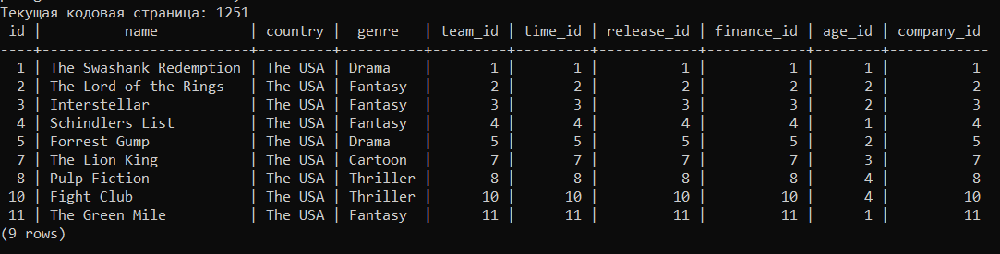 Текущая кодовая страница: 1251
 id |           name            | country |  genre   | team_id | time_id | release_id | finance_id | age_id | company_id
----+---------------------------+---------+----------+---------+---------+------------+------------+--------+------------
  1 | The Swashank Redemption | The USA | Drama    |       1 |       1 |          1 |          1 |      1 |          1
  2 | The Lord of the Rings   | The USA | Fantasy  |       2 |       2 |          2 |          2 |      2 |          2
  3 | Interstellar            | The USA | Fantasy  |       3 |       3 |          3 |          3 |      2 |          3
  4 | Schindlers List         | The USA | Fantasy  |       4 |       4 |          4 |          4 |      1 |          4
  5 | Forrest Gump            | The USA | Drama    |       5 |       5 |          5 |          5 |      2 |          5
  7 | The Lion King           | The USA | Cartoon  |       7 |       7 |          7 |          7 |      3 |          7
  8 | Pulp Fiction            | The USA | Thriller |       8 |       8 |          8 |          8 |      4 |          8
 10 | Fight Club              | The USA | Thriller |      10 |      10 |         10 |         10 |      4 |         10
 11 | The Green Mile          | The USA | Fantasy  |      11 |      11 |         11 |         11 |      1 |         11
(9 rows)